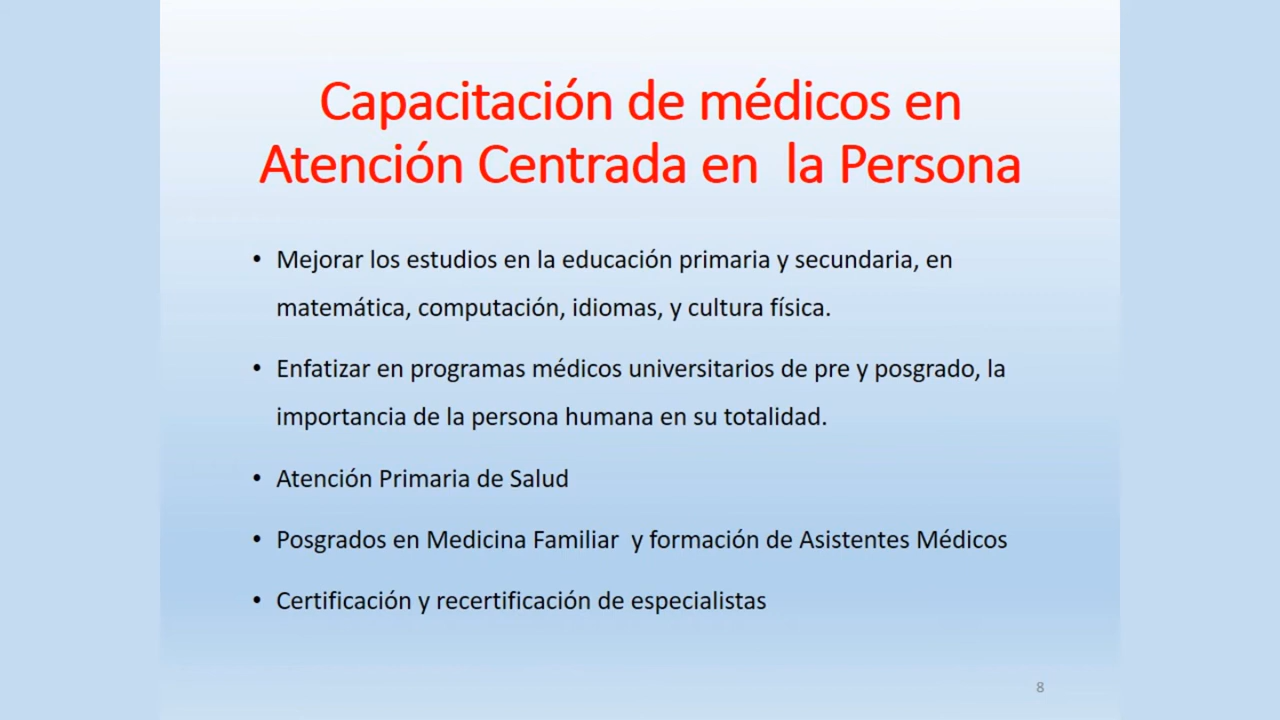 Capacitación de médicos en
Atención Centrada en  la Persona
• Mejorar los estudios en la educación primaria y secundaria, en
matemática, computación, idiomas, y cultura física.
• Enfatizar en programas médicos universitarios de pre y posgrado, la
importancia de la persona humana en su totalidad.
• Atención Primaria de Salud
• Posgrados en Medicina Familiar  y formación de Asistentes Médicos
• Certificación y recertificación de especialistas
8